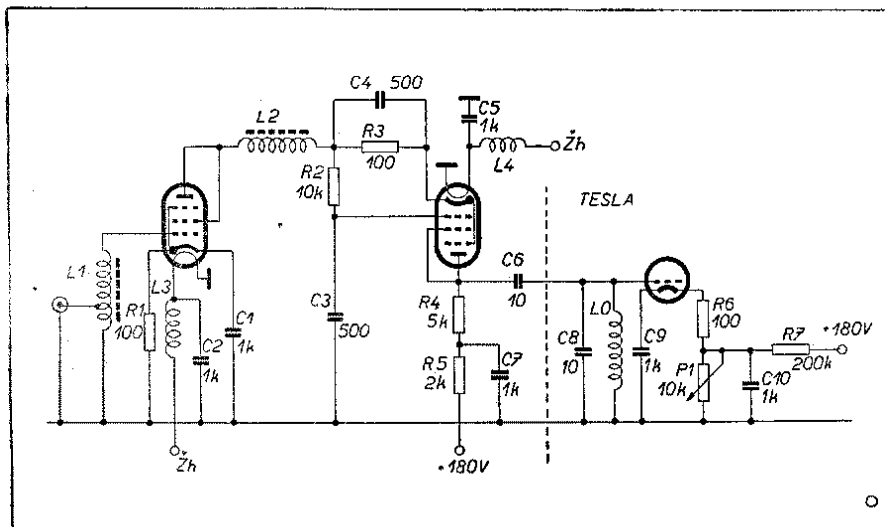 C4 500
L2
R3
100
C5
1k
L4
Žh
R2
10k
TESLA
L1
L3
R1
100
C2
1k
C1
1k
C3
500
C6
10
R4
5k
R5
2k
C7
1k
C8
10
L0
C9
1k
R6
100
P1
10k
C10
1k
R7
200k
+180V
Žh
+180V